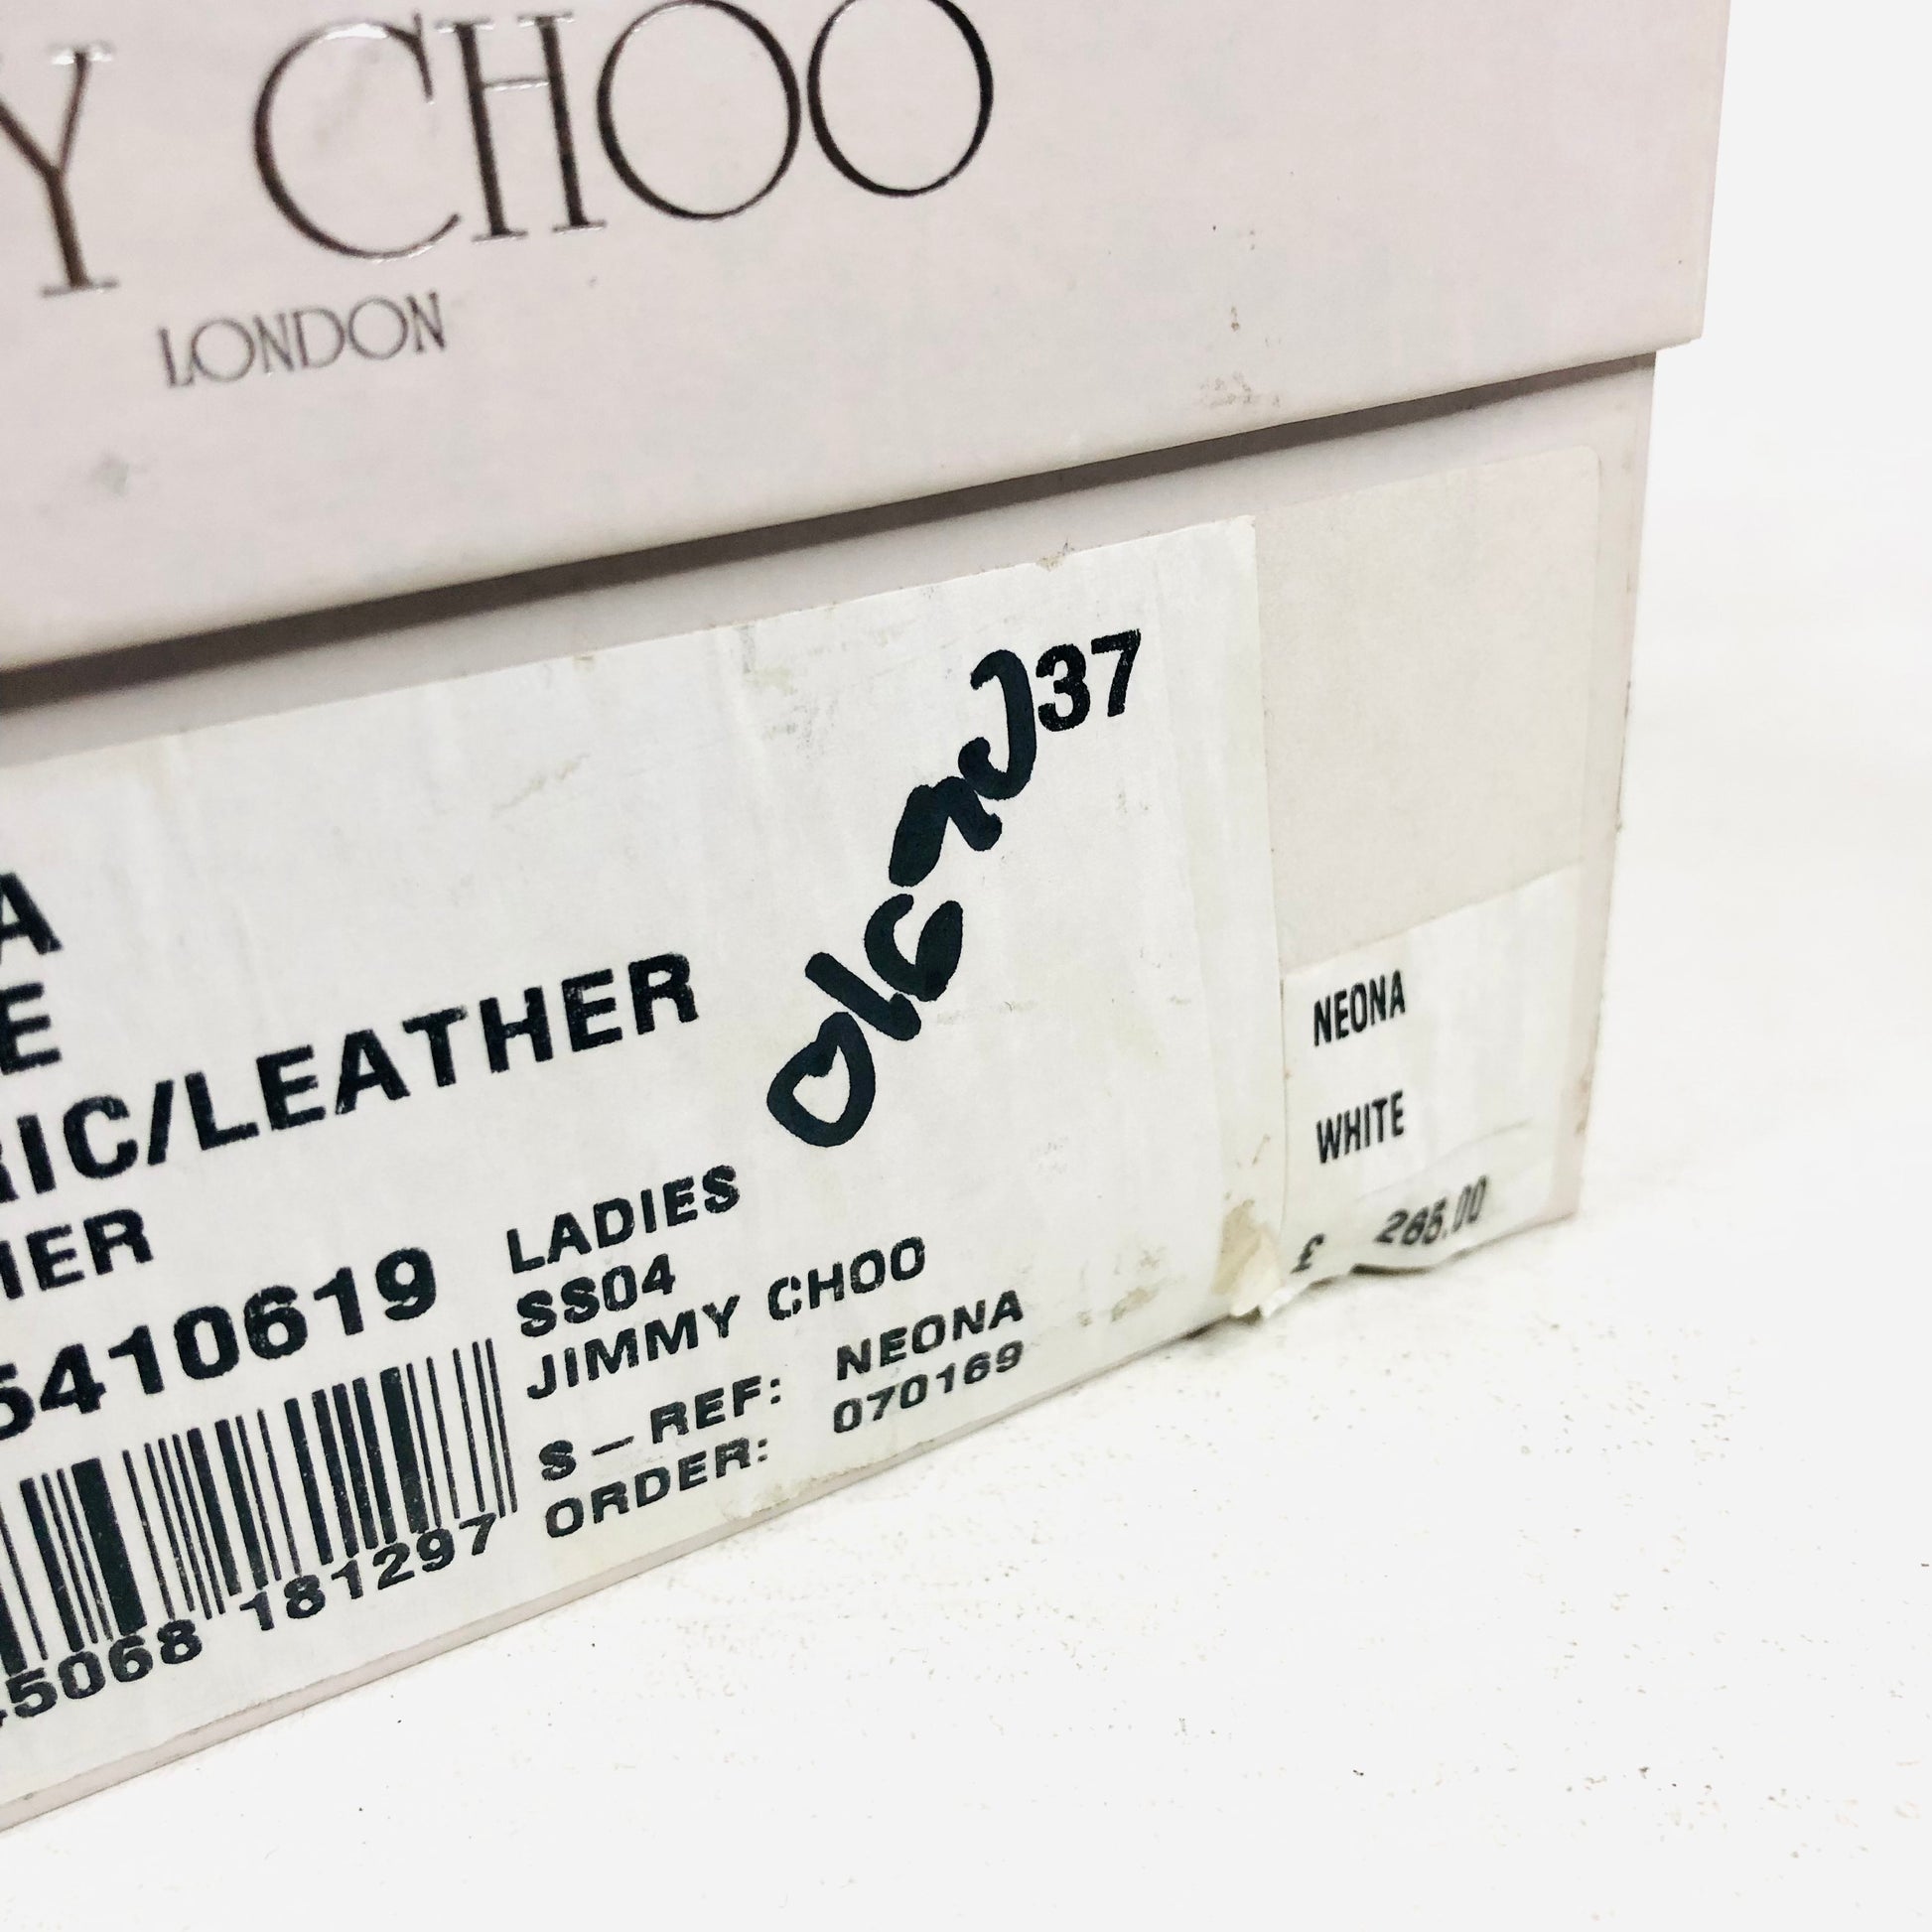 Y CHOO
LONDON
37
A
E
RIC/LEATHER
IER
5410619
LADIES
SS04
JIMMY CHOO
S-REF: NEONA
ORDER: 070169
45068 181297
NEONA
WHITE
£ 265.00